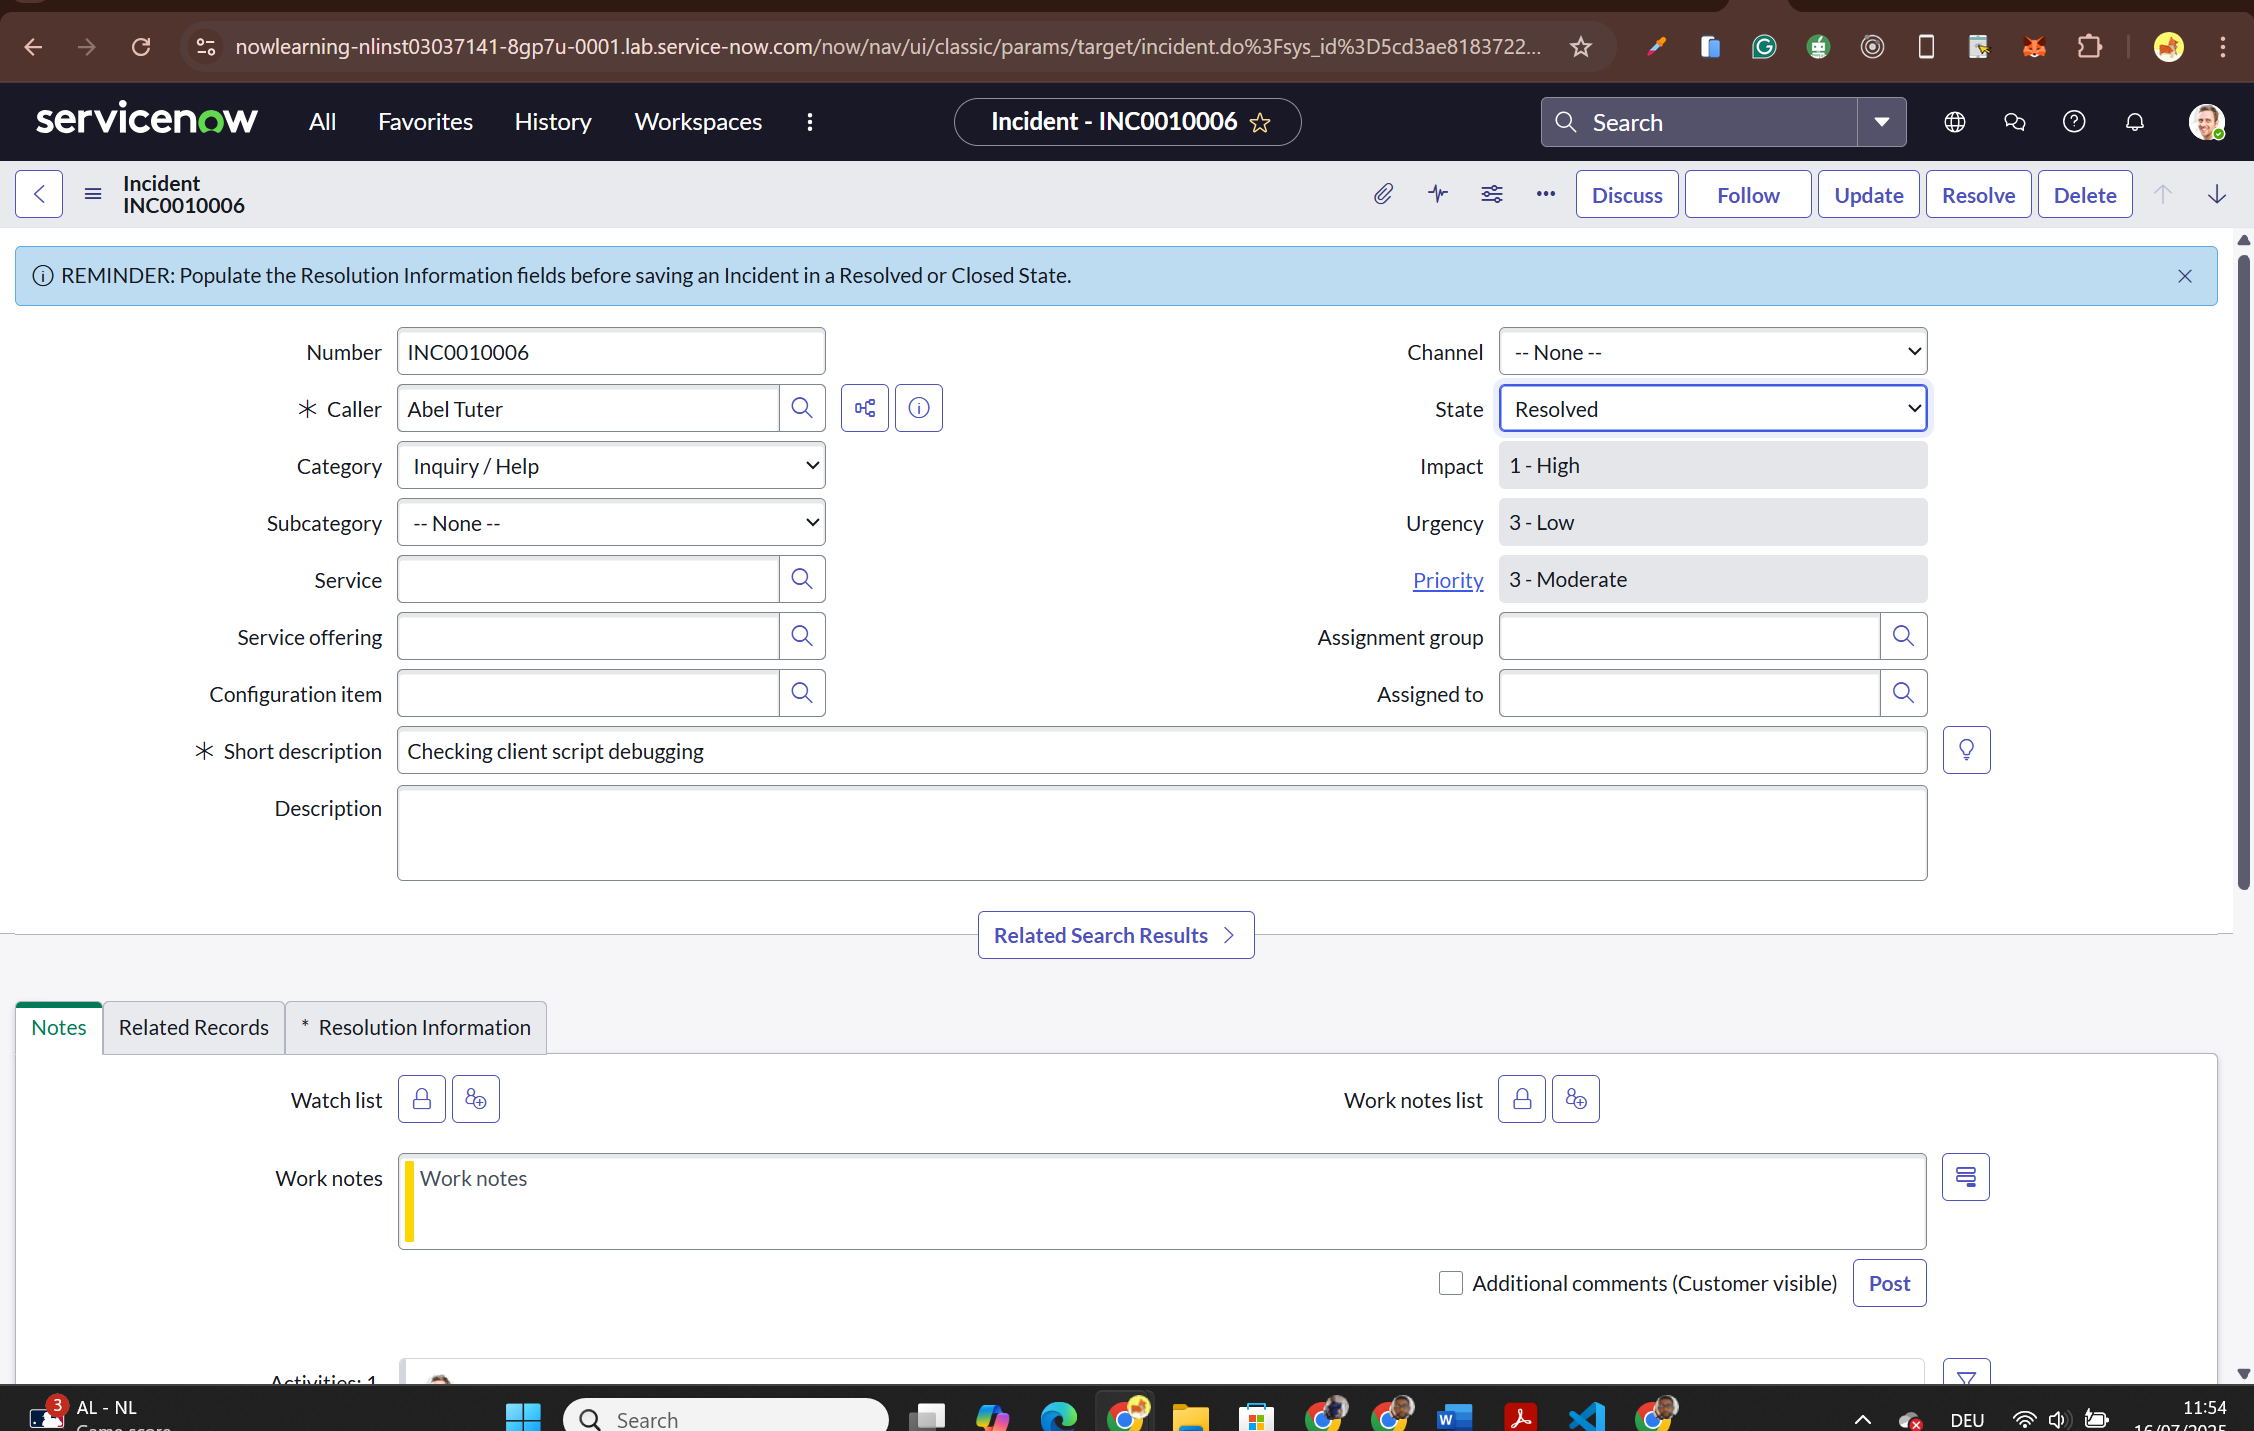 nowlearning-nlinst03037141-8gp7u-0001.lab.service-now.com/now/nav/ui/classic/params/target/incident.do%3Fsys_id%3D5cd3ae8183722...
servicenow All Favorites History Workspaces Incident - INC0010006 Search
Incident
INC0010006
Discuss Follow Update Resolve Delete
REMINDER: Populate the Resolution Information fields before saving an Incident in a Resolved or Closed State.
Number INC0010006 Channel -- None --
Caller Abel Tuter State Resolved
Category Inquiry / Help Impact 1 - High
Subcategory -- None -- Urgency 3 - Low
Service Priority 3 - Moderate
Service offering Assignment group
Configuration item Assigned to
Short description Checking client script debugging
Description
Related Search Results
Notes Related Records * Resolution Information
Watch list Work notes list
Work notes Work notes
Additional comments (Customer visible) Post
Activities: 1
3 AL - NL
Game score
Search
DEU
11:54
16/07/2025